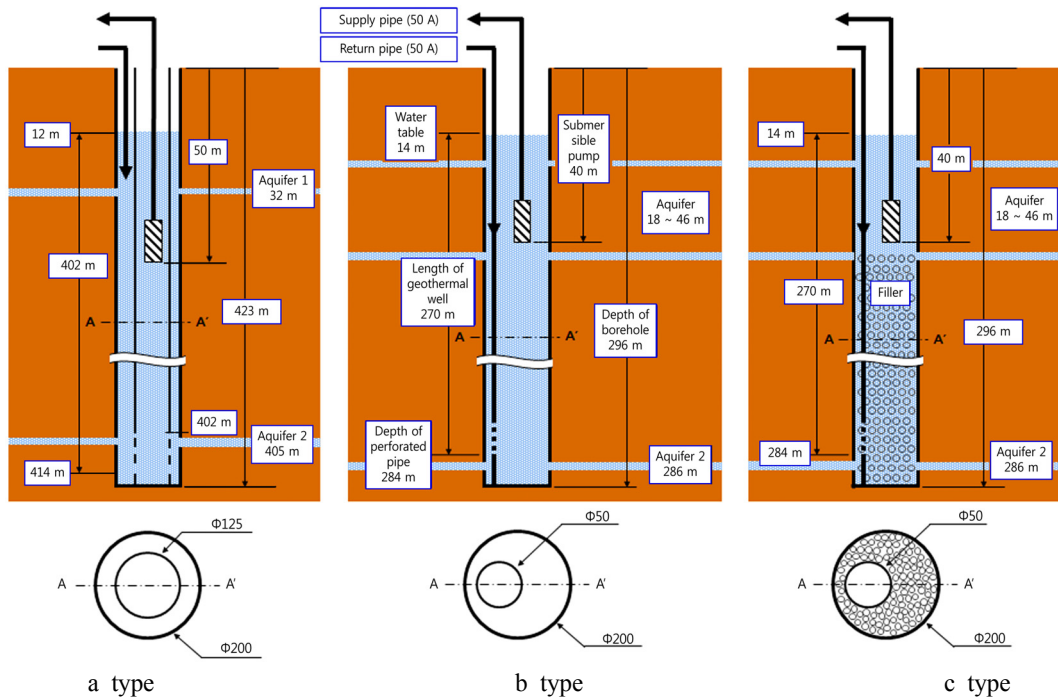 Supply pipe (50 A)
Return pipe (50 A)
12 m
50 m
Aquifer 1
32 m
402 m
423 m
A
A′
402 m
Aquifer 2
405 m
414 m
Φ125
A
A′
Φ200
a type
Water
table
14 m
Submer
sible
pump
40 m
Aquifer
18 ~ 46 m
Length of
geothermal
well
270 m
Depth of
borehole
296 m
A
A′
Depth of
perforated
pipe
284 m
Aquifer 2
286 m
Φ50
A
A′
Φ200
b type
14 m
40 m
Aquifer
18 ~ 46 m
270 m
Filler
296 m
A
A′
284 m
Aquifer 2
286 m
Φ50
A
A′
Φ200
c type